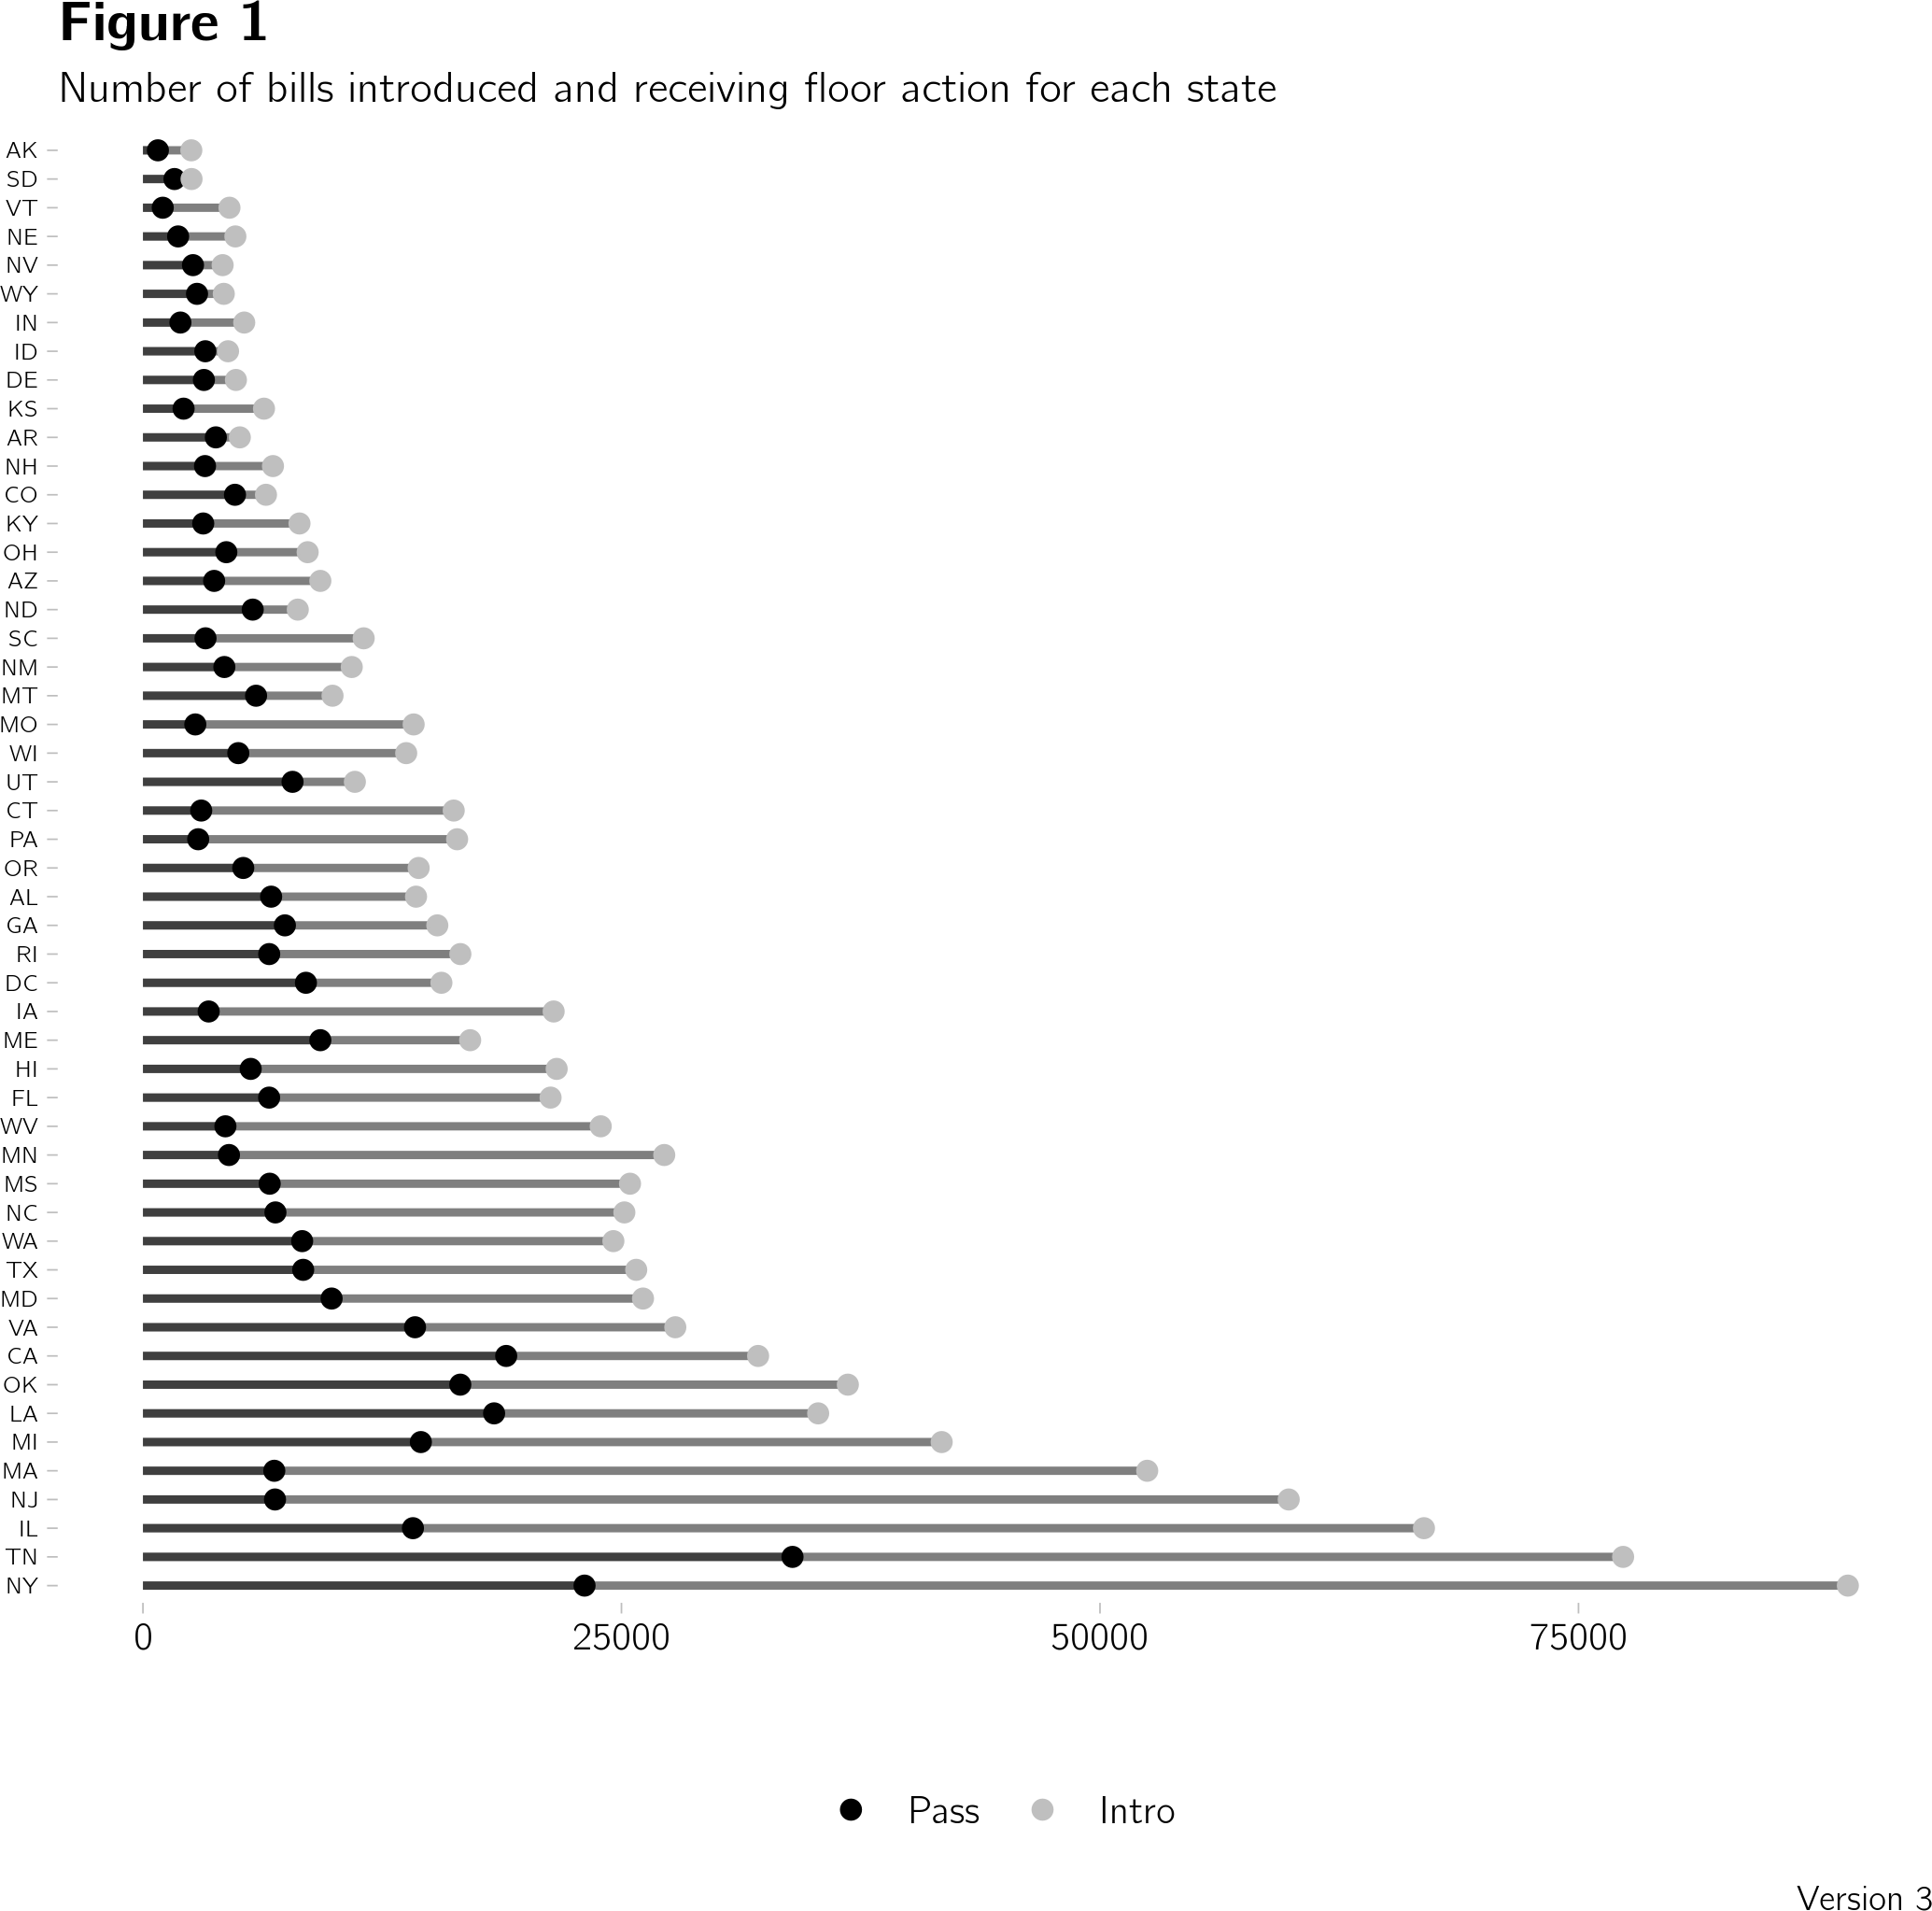 Figure 1
Number of bills introduced and receiving floor action for each state
AK
SD
VT
NE
NV
WY
IN
ID
DE
KS
AR
NH
CO
KY
OH
AZ
ND
SC
NM
MT
MO
WI
UT
CT
PA
OR
AL
GA
RI
DC
IA
ME
HI
FL
WV
MN
MS
NC
WA
TX
MD
VA
CA
OK
LA
MI
MA
NJ
IL
TN
NY
0 25000 50000 75000
Pass Intro
Version 3